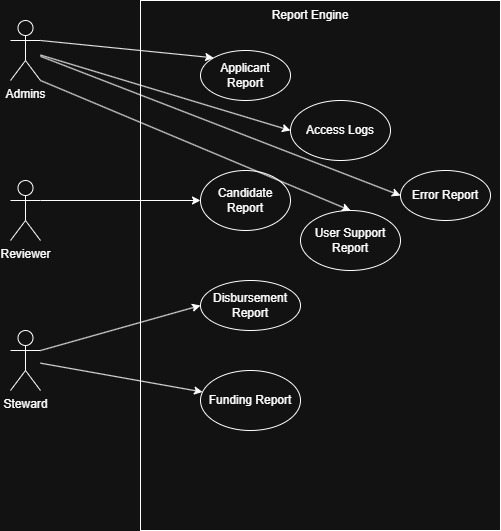 Report Engine
Admins
Applicant
Report
Access Logs
Error Report
Reviewer
Candidate
Report
User Support
Report
Steward
Disbursement
Report
Funding Report